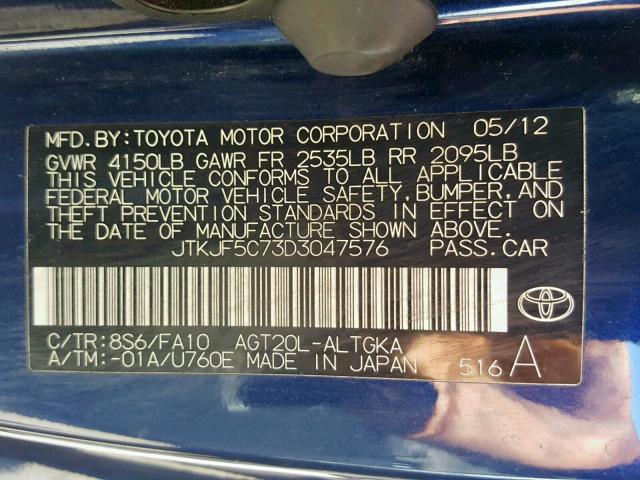 MFD.BY:TOYOTA MOTOR CORPORATION 05/12
GVWR 4150LB GAWR FR 2535LB RR 2095LB
THIS VEHICLE CONFORMS TO ALL APPLICABLE
FEDERAL MOTOR VEHICLE SAFETY, BUMPER, AND
THEFT PREVENTION STANDARDS IN EFFECT ON
THE DATE OF MANUFACTURE SHOWN ABOVE.
JTKJF5C73D3047576 PASS.CAR
C/TR:8S6/FA10 AGT20L-ALTGKA
A/TM:-01A/U760E MADE IN JAPAN 516 A